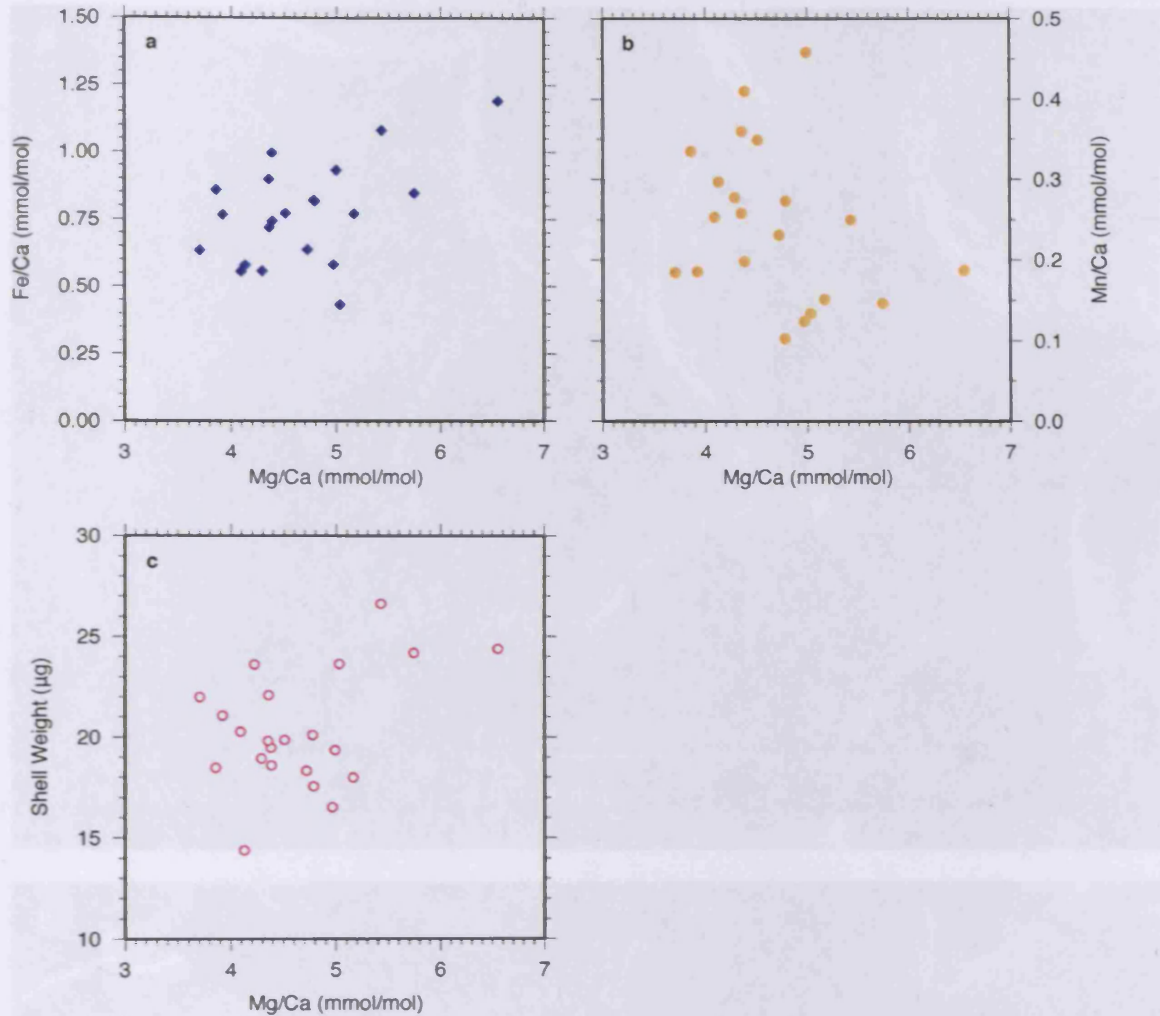 a
1.50
1.25
1.00
0.75
0.50
0.25
0.00
Fe/Ca (mmol/mol)
3 4 5 6 7
Mg/Ca (mmol/mol)
b
0.5
0.4
0.3
0.2
0.1
0.0
Mn/Ca (mmol/mol)
3 4 5 6 7
Mg/Ca (mmol/mol)
c
30
25
20
15
10
Shell Weight (µg)
3 4 5 6 7
Mg/Ca (mmol/mol)